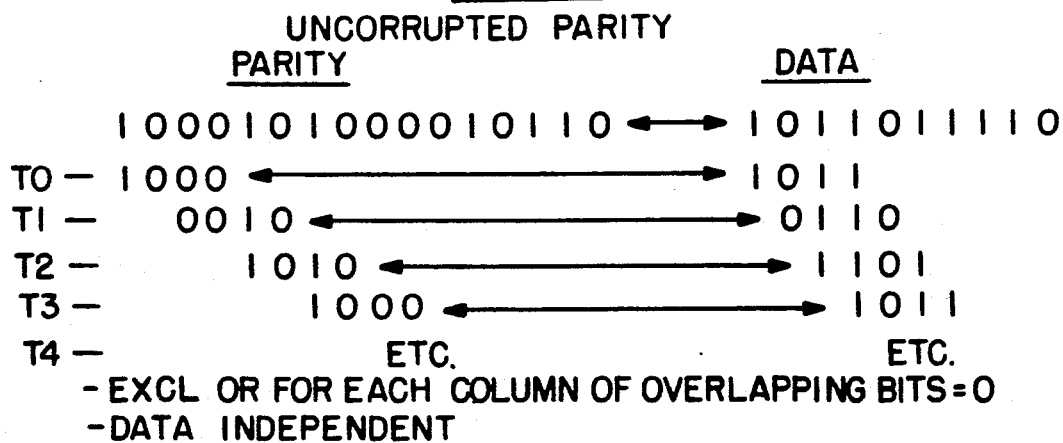 UNCORRUPTED PARITY
PARITY DATA
1000101000010110 ↔ 1011011110
T0 — 1000 ↔ 1011
T1 — 0010 ↔ 0110
T2 — 1010 ↔ 1101
T3 — 1000 ↔ 1011
T4 — ETC. ETC.
- EXCL OR FOR EACH COLUMN OF OVERLAPPING BITS=0
-DATA INDEPENDENT